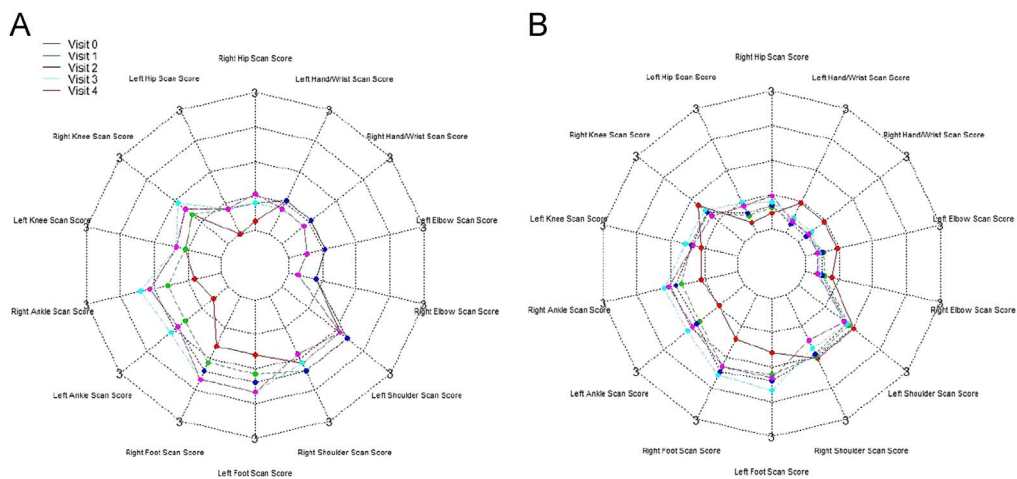 A
Visit 0
Visit 1
Visit 2
Visit 3
Visit 4
Right Hip Scan Score
Left Hip Scan Score
Left Hand/Wrist Scan Score
Right Knee Scan Score
Right Hand/Wrist Scan Score
Left Knee Scan Score
Left Elbow Scan Score
Right Ankle Scan Score
Right Elbow Scan Score
Left Ankle Scan Score
Left Shoulder Scan Score
Right Foot Scan Score
Right Shoulder Scan Score
Left Foot Scan Score
3
3
3
3
3
3
3
3
3
3
3
3
3
B
Right Hip Scan Score
Left Hip Scan Score
Left Hand/Wrist Scan Score
Right Knee Scan Score
Right Hand/Wrist Scan Score
Left Knee Scan Score
Left Elbow Scan Score
Right Ankle Scan Score
Right Elbow Scan Score
Left Ankle Scan Score
Left Shoulder Scan Score
Right Foot Scan Score
Right Shoulder Scan Score
Left Foot Scan Score
3
3
3
3
3
3
3
3
3
3
3
3
3